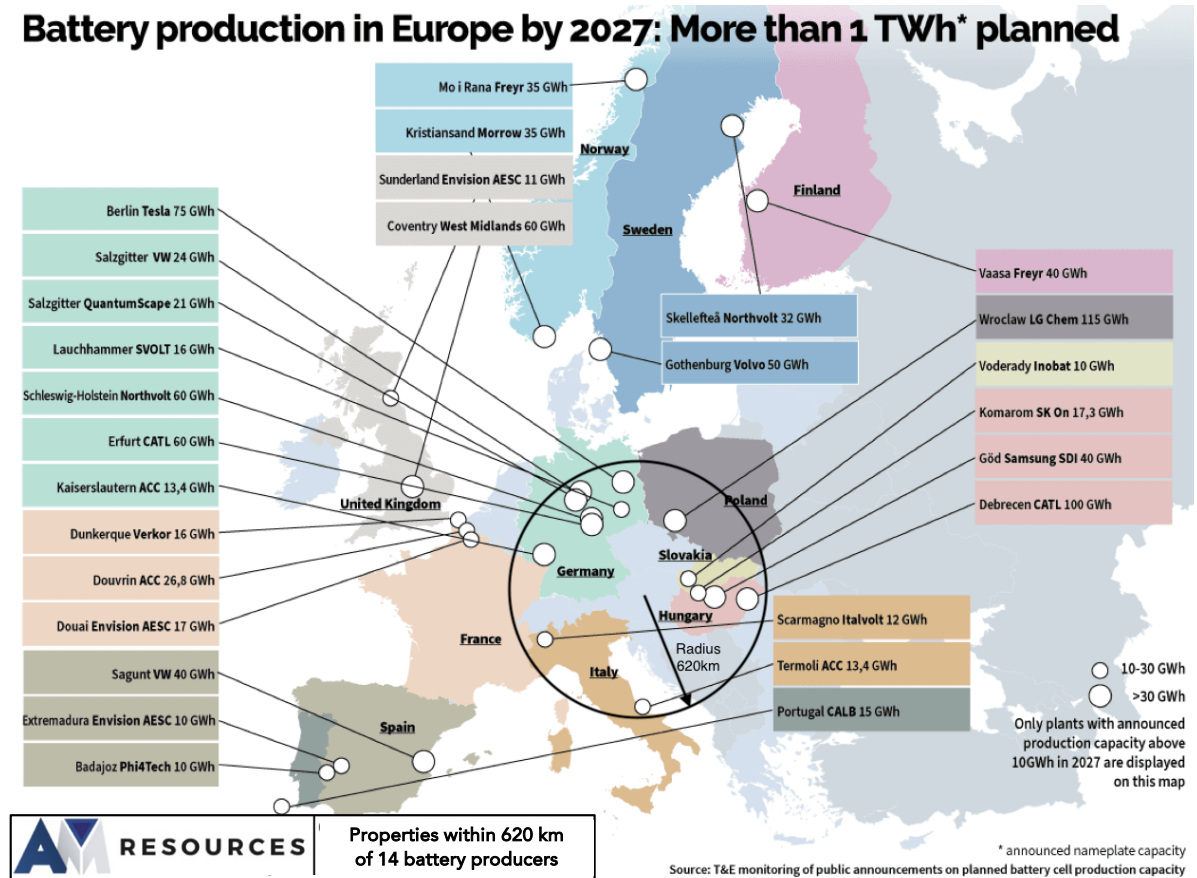 Battery production in Europe by 2027: More than 1 TWh* planned
Mo i Rana Freyr 35 GWh
Kristiansand Morrow 35 GWh
Sunderland Envision AESC 11 GWh
Coventry West Midlands 60 GWh
Norway
Sweden
Finland
Berlin Tesla 75 GWh
Salzgitter VW 24 GWh
Salzgitter QuantumScape 21 GWh
Lauchhammer SVOLT 16 GWh
Schleswig-Holstein Northvolt 60 GWh
Erfurt CATL 60 GWh
Kaiserslautern ACC 13,4 GWh
Dunkerque Verkor 16 GWh
Douvrin ACC 26,8 GWh
Douai Envision AESC 17 GWh
Sagunt VW 40 GWh
Extremadura Envision AESC 10 GWh
Badajoz Phi4Tech 10 GWh
Skellefteå Northvolt 32 GWh
Gothenburg Volvo 50 GWh
Vaasa Freyr 40 GWh
Wroclaw LG Chem 115 GWh
Voderady Inobat 10 GWh
Komarom SK On 17,3 GWh
Göd Samsung SDI 40 GWh
Debrecen CATL 100 GWh
United Kingdom
Poland
Slovakia
Germany
Hungary
France
Italy
Spain
Radius
620km
Scarmagno Italvolt 12 GWh
Termoli ACC 13,4 GWh
Portugal CALB 15 GWh
10-30 GWh
>30 GWh
Only plants with announced
production capacity above
10GWh in 2027 are displayed
on this map
AM RESOURCES
Properties within 620 km
of 14 battery producers
* announced nameplate capacity
Source: T&E monitoring of public announcements on planned battery cell production capacity